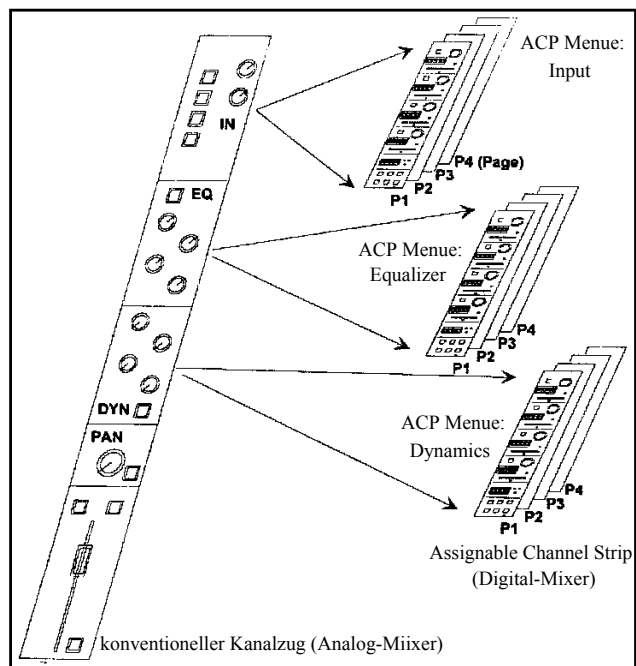 ACP Menue:
Input
IN
P4 (Page)
P3
P2
P1
EQ
ACP Menue:
Equalizer
P4
P3
P2
P1
DYN
ACP Menue:
Dynamics
PAN
P4
P3
P2
P1
Assignable Channel Strip
(Digital-Mixer)
konventioneller Kanalzug (Analog-Miixer)